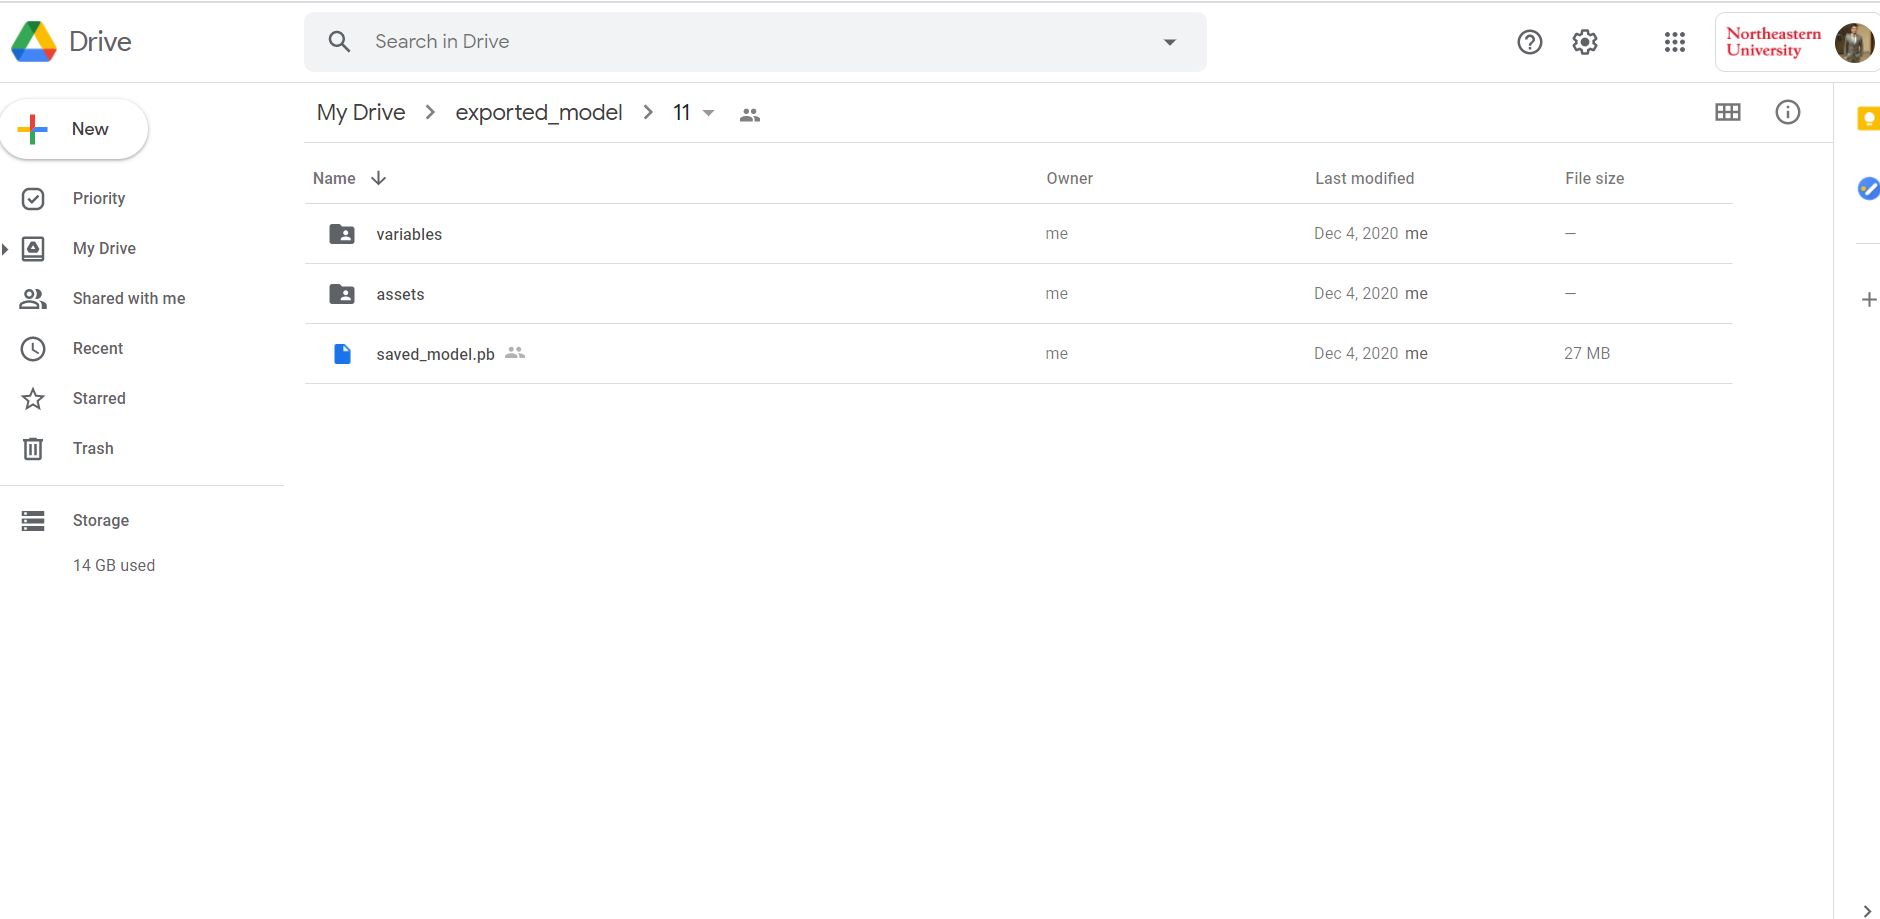 Drive
Search in Drive
Northeastern
University
New
My Drive
exported_model
11
Priority
My Drive
Shared with me
Recent
Starred
Trash
Storage
14 GB used
Name Owner Last modified File size
variables me Dec 4, 2020 me –
assets me Dec 4, 2020 me –
saved_model.pb me Dec 4, 2020 me 27 MB